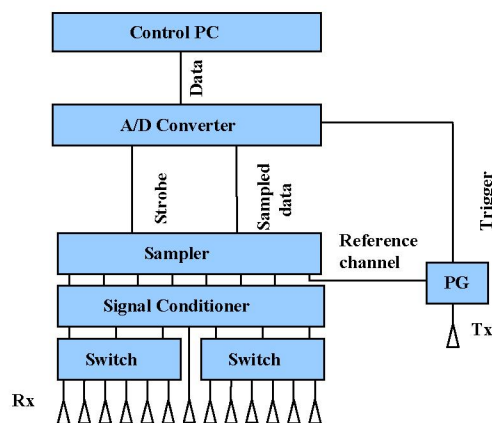 Control PC
Data
A/D Converter
Strobe
Sampled
data
Trigger
Sampler
Reference
channel
PG
Signal Conditioner
Tx
Switch
Switch
Rx